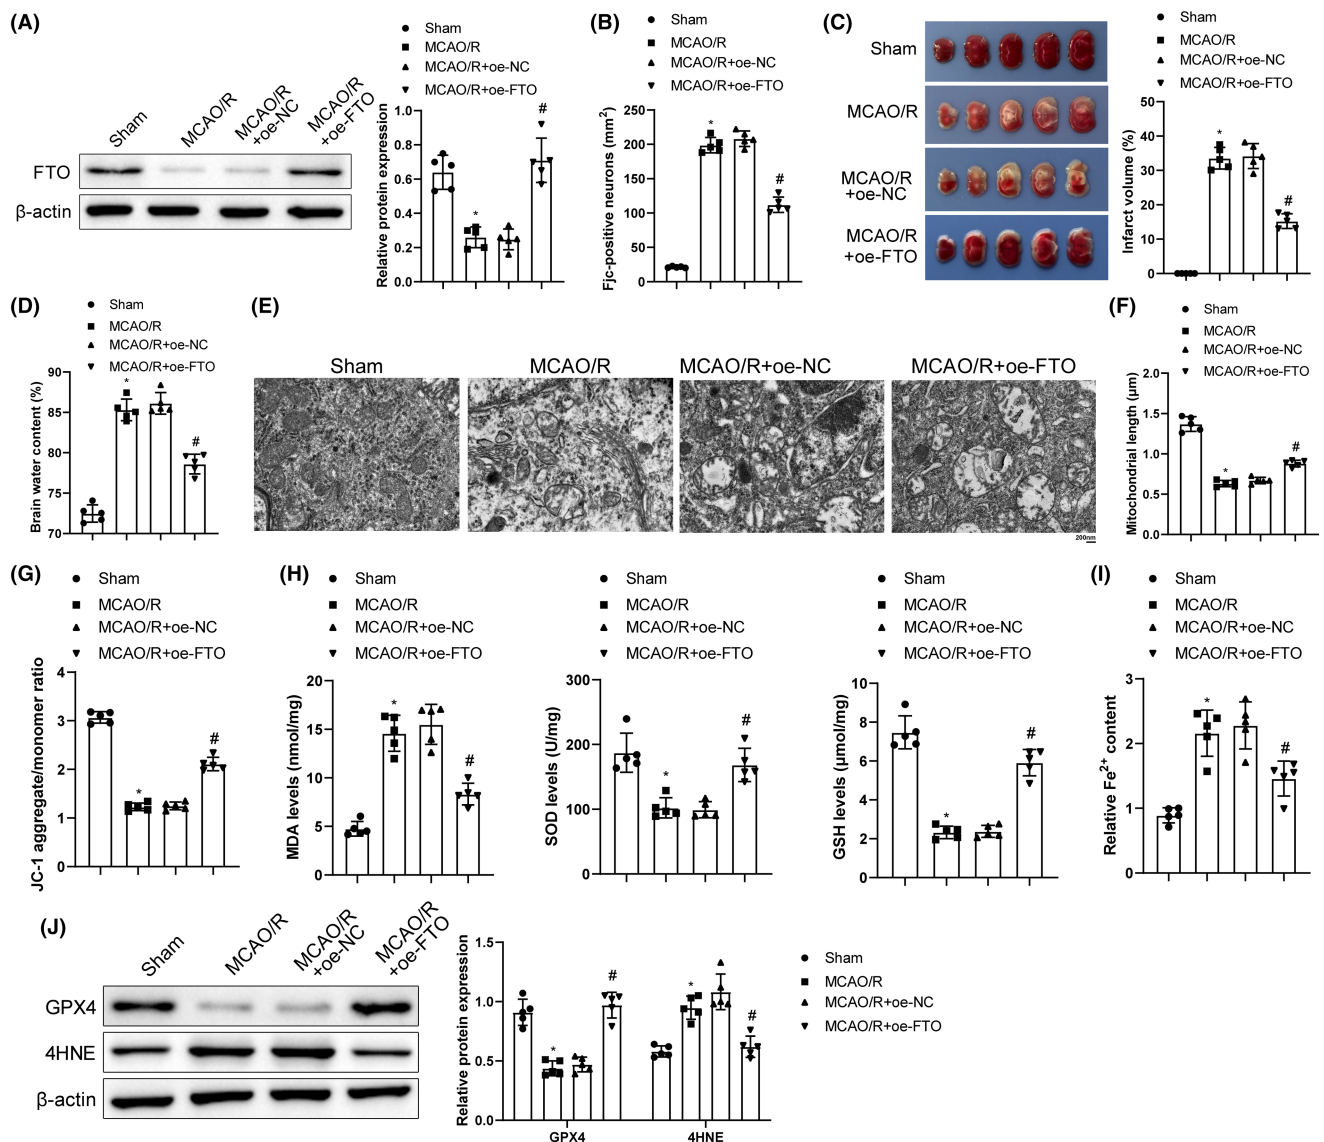 (A)
Sham
MCAO/R
MCAO/R
+oe-NC
MCAO/R
+oe-FTO
FTO
β-actin
Sham
MCAO/R
MCAO/R+oe-NC
MCAO/R+oe-FTO
Relative protein expression
1.0
0.8
0.6
0.4
0.2
0.0
*
#
(B)
Sham
MCAO/R
MCAO/R+oe-NC
MCAO/R+oe-FTO
Fjc-positive neurons (mm²)
250
200
150
100
50
0
*
#
(C)
Sham
MCAO/R
MCAO/R
+oe-NC
MCAO/R
+oe-FTO
Sham
MCAO/R
MCAO/R+oe-NC
MCAO/R+oe-FTO
Infarct volume (%)
50
40
30
20
10
0
*
#
(D)
Sham
MCAO/R
MCAO/R+oe-NC
MCAO/R+oe-FTO
Brain water content (%)
90
85
80
75
70
*
#
(E)
Sham
MCAO/R
MCAO/R+oe-NC
MCAO/R+oe-FTO
200nm
(F)
Sham
MCAO/R
MCAO/R+oe-NC
MCAO/R+oe-FTO
Mitochondrial length (μm)
2.0
1.5
1.0
0.5
0.0
*
#
(G)
Sham
MCAO/R
MCAO/R+oe-NC
MCAO/R+oe-FTO
JC-1 aggregate/monomer ratio
4
3
2
1
0
*
#
(H)
Sham
MCAO/R
MCAO/R+oe-NC
MCAO/R+oe-FTO
MDA levels (nmol/mg)
20
15
10
5
0
*
#
Sham
MCAO/R
MCAO/R+oe-NC
MCAO/R+oe-FTO
SOD levels (U/mg)
300
200
100
0
*
#
Sham
MCAO/R
MCAO/R+oe-NC
MCAO/R+oe-FTO
GSH levels (μmol/mg)
10
8
6
4
2
0
*
#
(I)
Sham
MCAO/R
MCAO/R+oe-NC
MCAO/R+oe-FTO
Relative Fe²⁺ content
3
2
1
0
*
#
(J)
Sham
MCAO/R
MCAO/R
+oe-NC
MCAO/R
+oe-FTO
GPX4
4HNE
β-actin
Relative protein expression
1.5
1.0
0.5
0.0
*
#
*
#
GPX4
4HNE
Sham
MCAO/R
MCAO/R+oe-NC
MCAO/R+oe-FTO